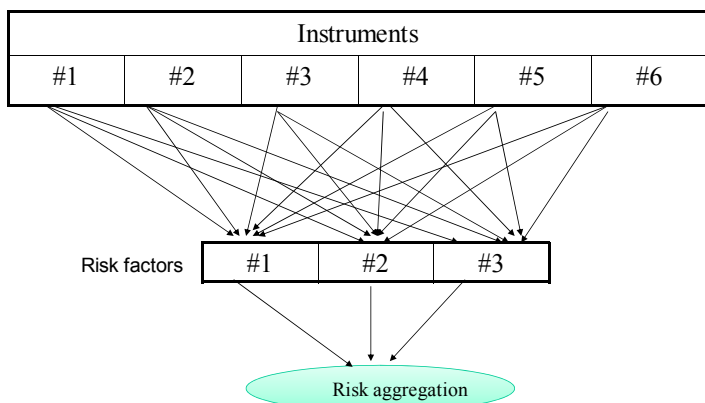 Instruments
#1 #2 #3 #4 #5 #6
Risk factors #1 #2 #3
Risk aggregation